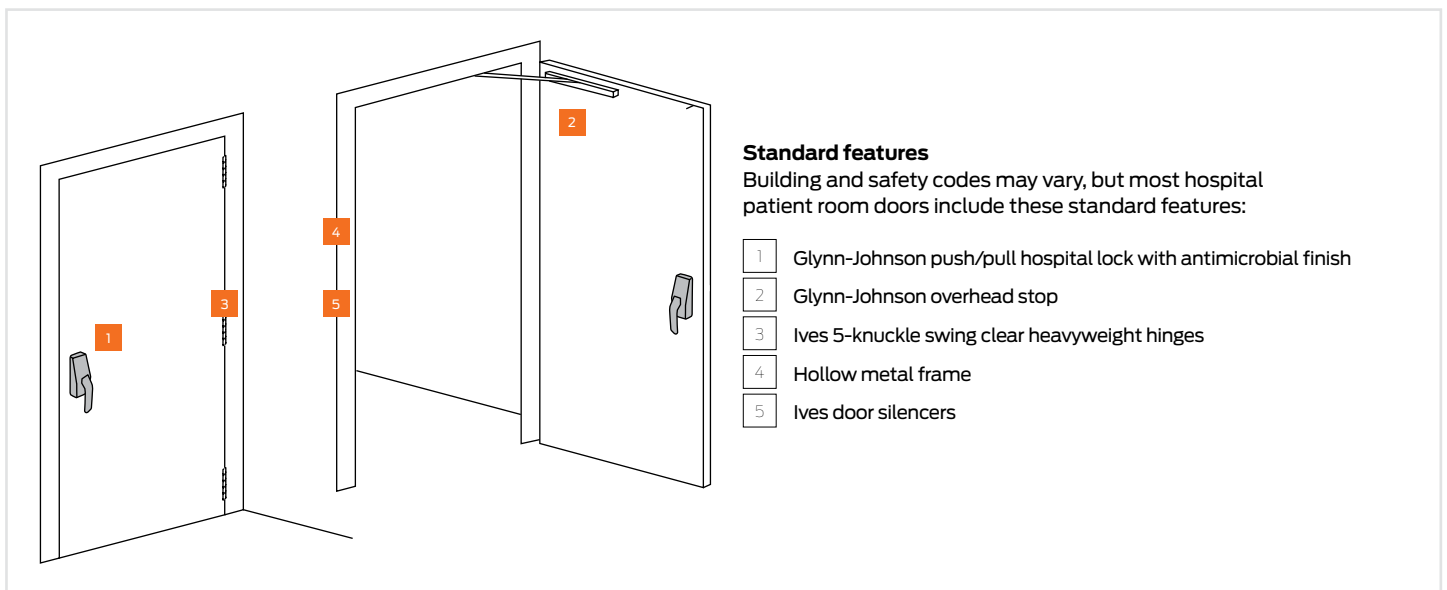 2
4
3
5
1
Standard features
Building and safety codes may vary, but most hospital
patient room doors include these standard features:
1 Glynn-Johnson push/pull hospital lock with antimicrobial finish
2 Glynn-Johnson overhead stop
3 Ives 5-knuckle swing clear heavyweight hinges
4 Hollow metal frame
5 Ives door silencers